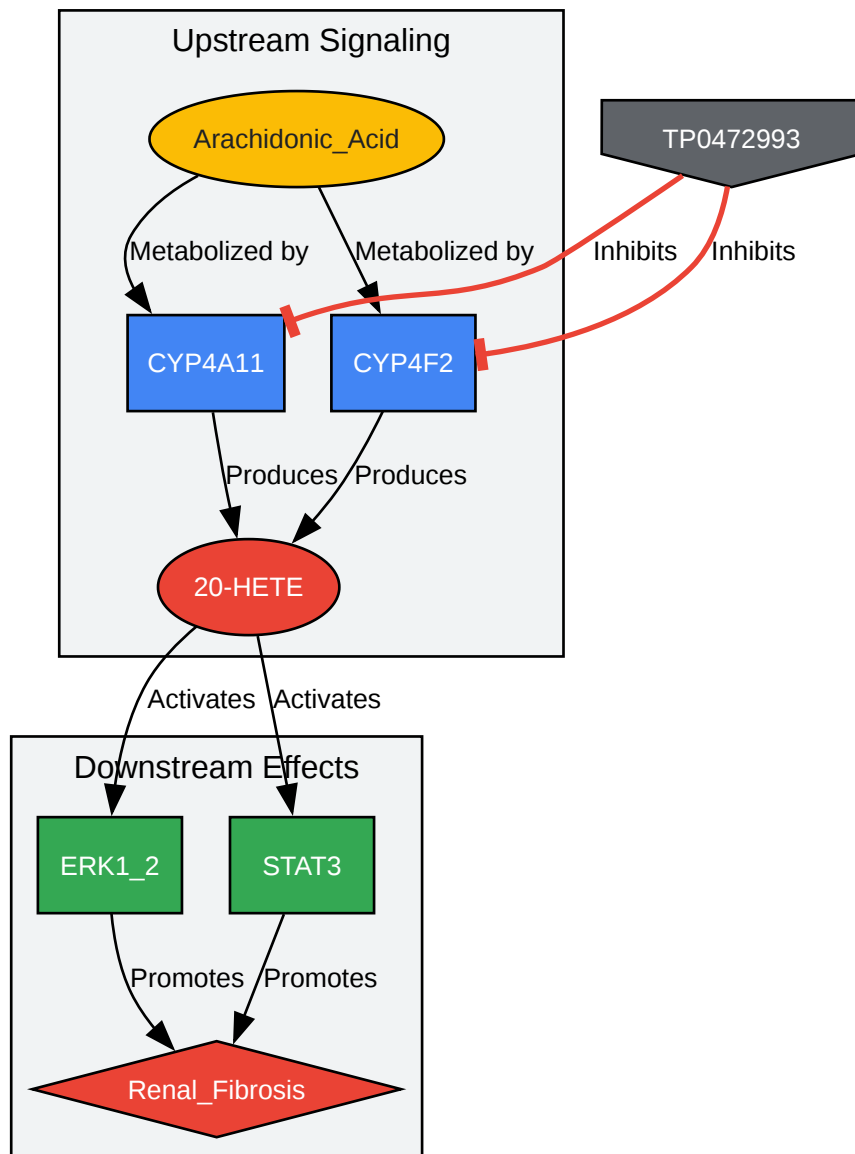 Upstream Signaling
Arachidonic_Acid
TP0472993
Metabolized by
Metabolized by
Inhibits
Inhibits
CYP4A11
CYP4F2
Produces
Produces
20-HETE
Activates
Activates
Downstream Effects
ERK1_2
STAT3
Promotes
Promotes
Renal_Fibrosis